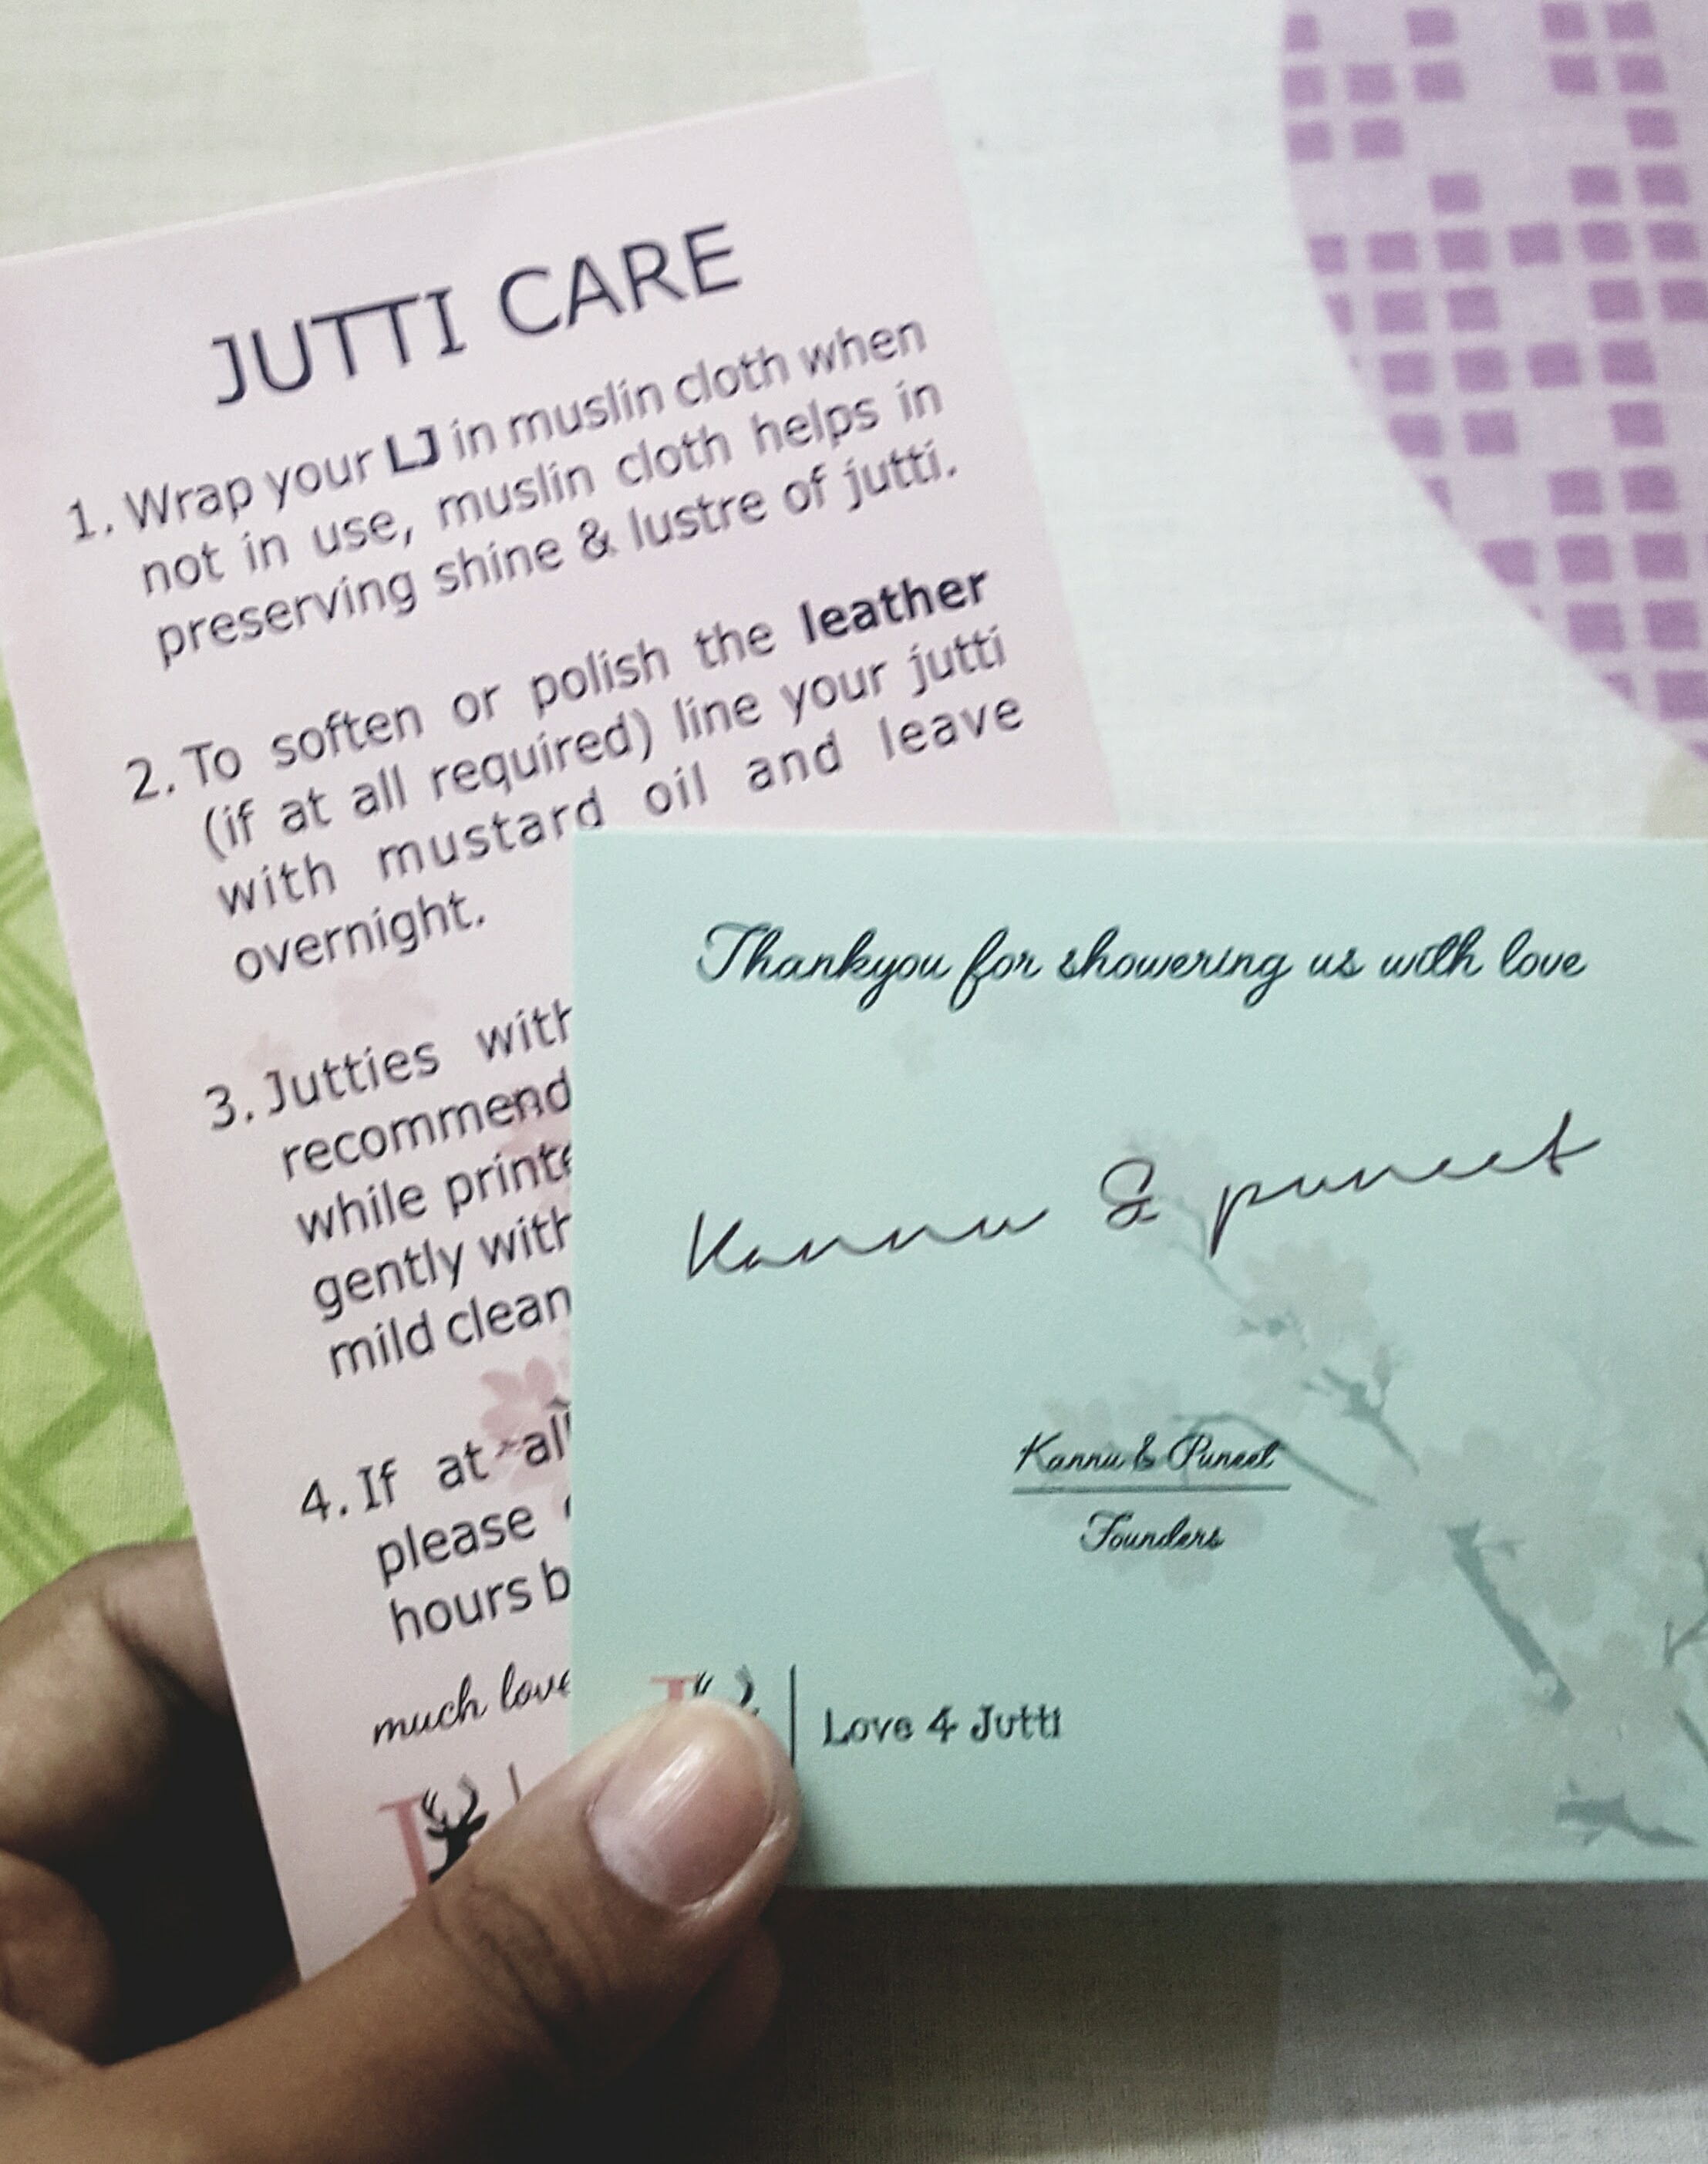 JUTTI CARE
1. Wrap your LJ in muslin cloth when
not in use, muslin cloth helps in
preserving shine & lustre of jutti.
2. To soften or polish the leather
(if at all required) line your jutti
with mustard oil and leave
overnight.
3. Jutties with
recommend
while printe
gently with
mild clean
4. If at all
please
hours b
much love
Thankyou for showering us with love
Kannu & puneet
Kannu & Puneet
Founders
Love 4 Jutti